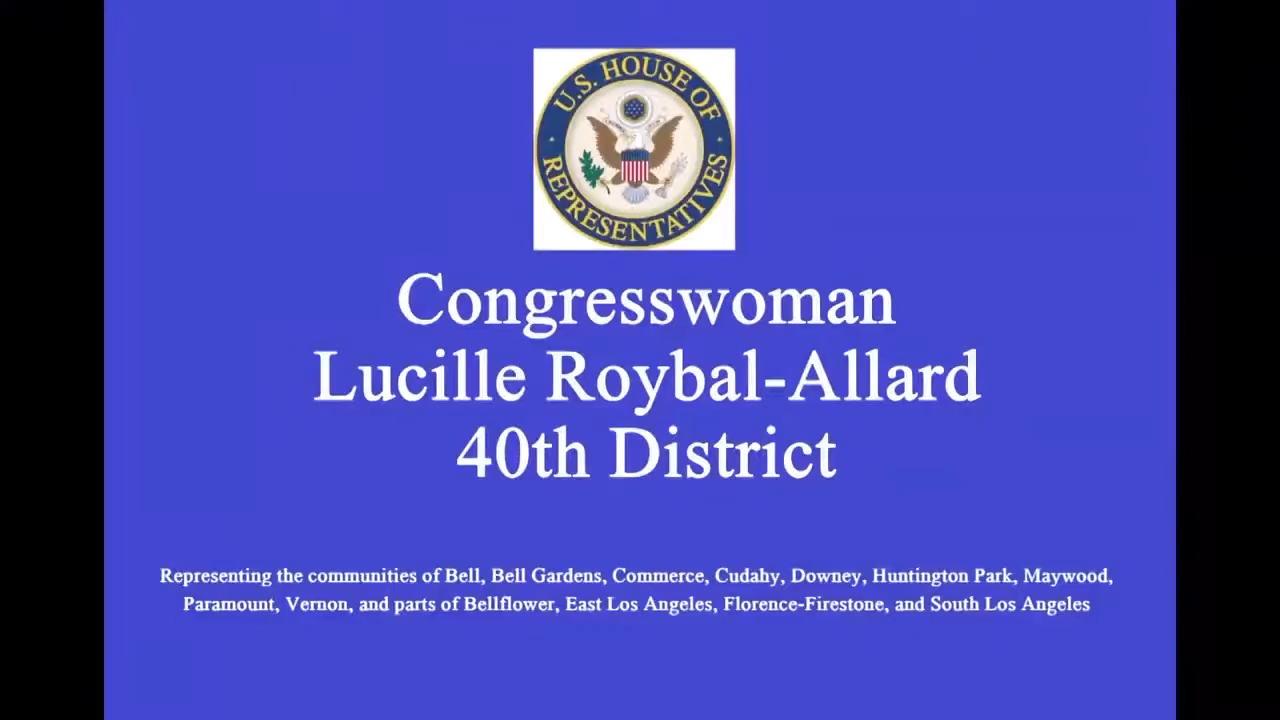 U.S. HOUSE OF
REPRESENTATIVES
Congresswoman
Lucille Roybal-Allard
40th District
Representing the communities of Bell, Bell Gardens, Commerce, Cudahy, Downey, Huntington Park, Maywood,
Paramount, Vernon, and parts of Bellflower, East Los Angeles, Florence-Firestone, and South Los Angeles